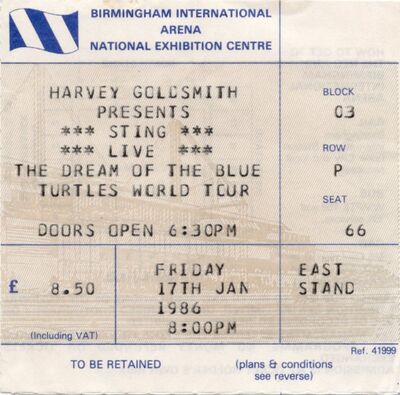 BIRMINGHAM INTERNATIONAL
ARENA
NATIONAL EXHIBITION CENTRE
HARVEY GOLDSMITH
PRESENTS
*** STING ***
*** LIVE ***
THE DREAM OF THE BLUE
TURTLES WORLD TOUR
DOORS OPEN 6:30PM
BLOCK
03
ROW
P
SEAT
66
£ 8.50
(Including VAT)
FRIDAY
17TH JAN
1986
8:00PM
EAST
STAND
Ref. 41999
TO BE RETAINED
(plans & conditions
see reverse)